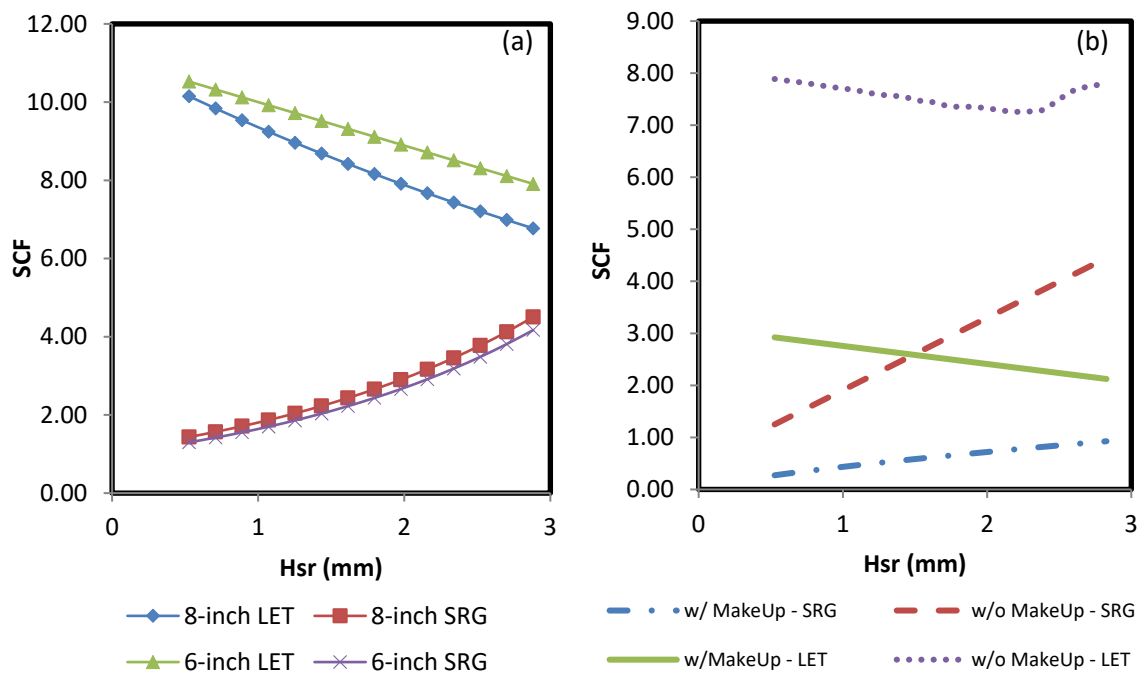 (a)
12.00
10.00
8.00
6.00
4.00
2.00
0.00
SCF
0 1 2 3
Hsr (mm)
8-inch LET 8-inch SRG
6-inch LET 6-inch SRG
(b)
9.00
8.00
7.00
6.00
5.00
4.00
3.00
2.00
1.00
0.00
SCF
0 1 2 3
Hsr (mm)
w/ MakeUp - SRG w/o MakeUp - SRG
w/MakeUp - LET w/o MakeUp - LET